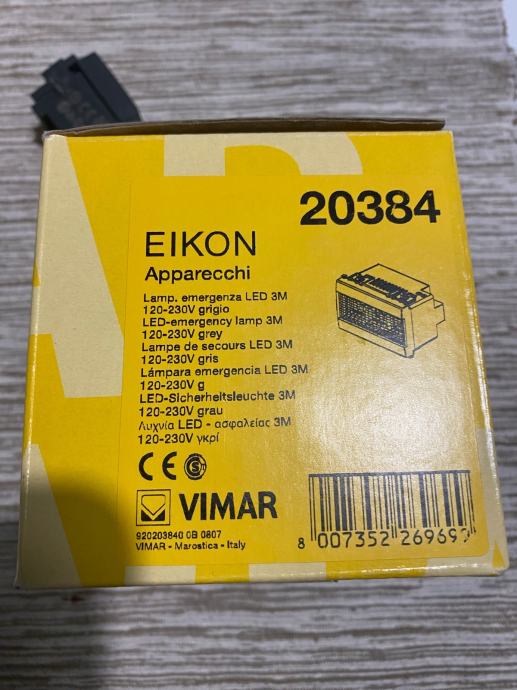 20384
EIKON
Apparecchi
Lamp. emergenza LED 3M
120-230V grigio
LED-emergency lamp 3M
120-230V grey
Lampe de secours LED 3M
120-230V gris
Lámpara emergencia LED 3M
120-230V g
LED-Sicherheitsleuchte 3M
120-230V grau
Λυχνία LED - ασφαλείας 3M
120-230V γκρί
CE
VIMAR
920203840 0B 0807
VIMAR - Marostica - Italy
8 007352 26969